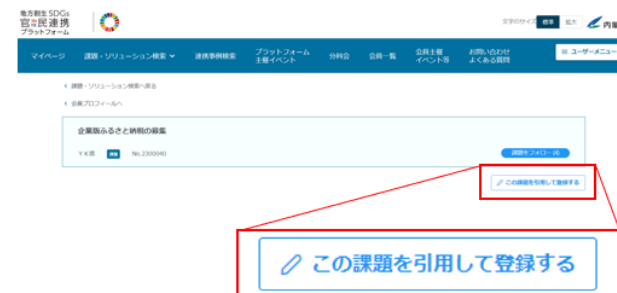 地方創生SDGs
官民連携
プラットフォーム
文字のサイズ 標準 拡大
マイページ 課題・ソリューション検索 連携事例検索 プラットフォーム主催イベント 分科会 会員一覧 会員主催イベント等 お問い合わせ よくある質問 ユーザーメニュー
課題・ソリューション検索へ戻る
会員プロフィールへ
企業版ふるさと納税の募集
No.2300040
課題をフォロー
この課題を引用して登録する
この課題を引用して登録する